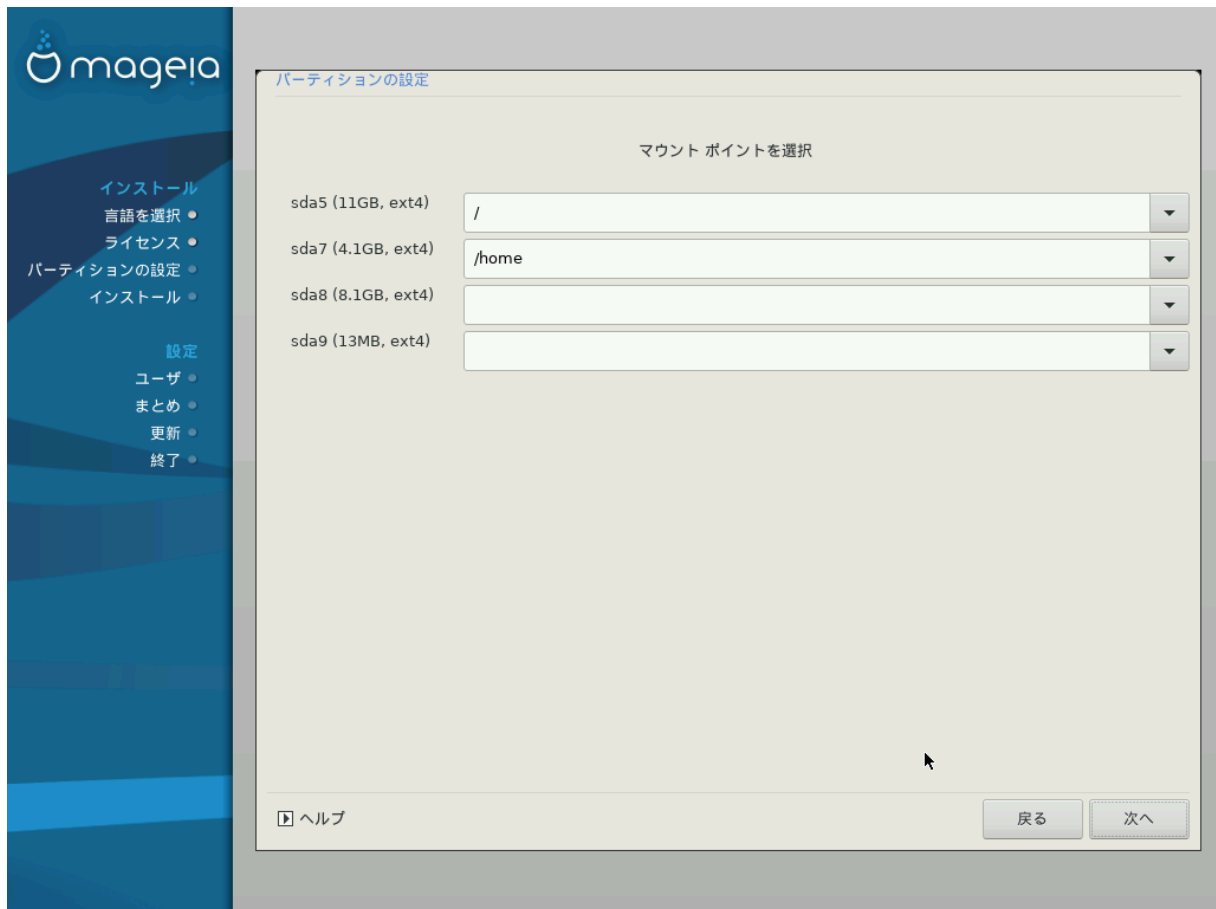 mageia
インストール
言語を選択
ライセンス
パーティションの設定
インストール
設定
ユーザ
まとめ
更新
終了
パーティションの設定
マウント ポイントを選択
sda5 (11GB, ext4)
/
sda7 (4.1GB, ext4)
/home
sda8 (8.1GB, ext4)
sda9 (13MB, ext4)
ヘルプ
戻る
次へ